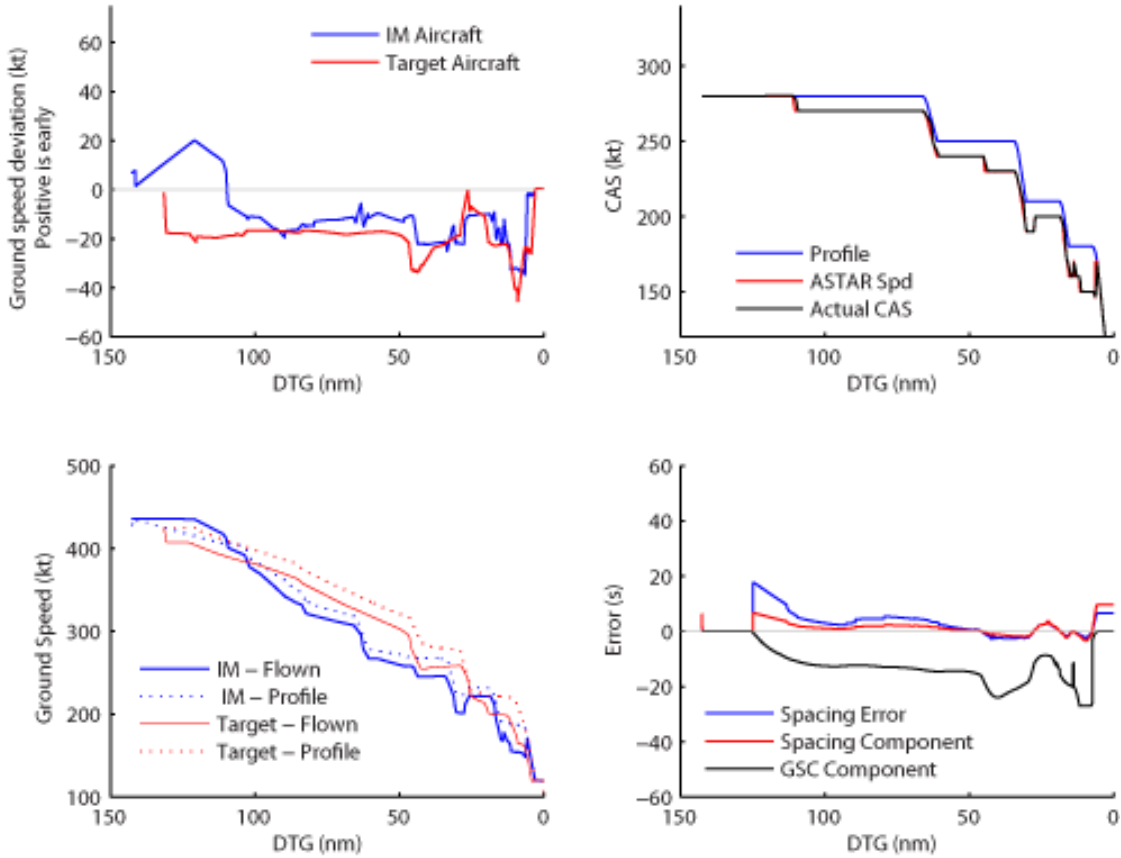 Ground speed deviation (kt)
Positive is early
60
40
20
0
−20
−40
−60
150
100
50
0
DTG (nm)
IM Aircraft
Target Aircraft
CAS (kt)
300
250
200
150
150
100
50
0
DTG (nm)
Profile
ASTAR Spd
Actual CAS
Ground Speed (kt)
500
400
300
200
100
150
100
50
0
DTG (nm)
IM − Flown
IM − Profile
Target − Flown
Target − Profile
Error (s)
60
40
20
0
−20
−40
−60
150
100
50
0
DTG (nm)
Spacing Error
Spacing Component
GSC Component